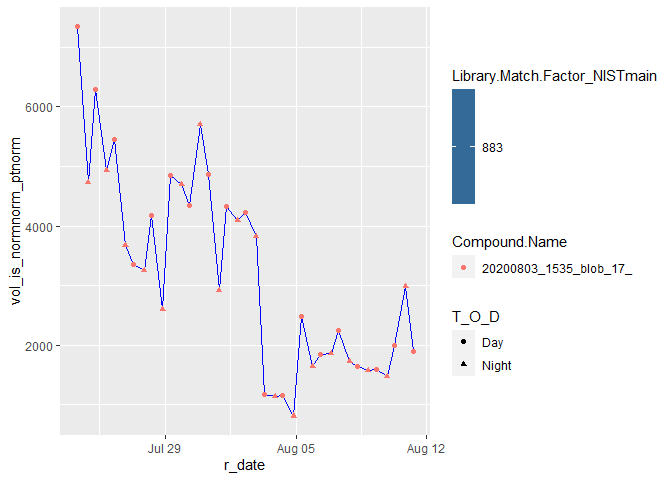 vol_is_normnorm_ptnorm
6000
4000
2000
Jul 29
Aug 05
Aug 12
r_date
Library.Match.Factor_NISTmain
883
Compound.Name
20200803_1535_blob_17_
T_O_D
Day
Night